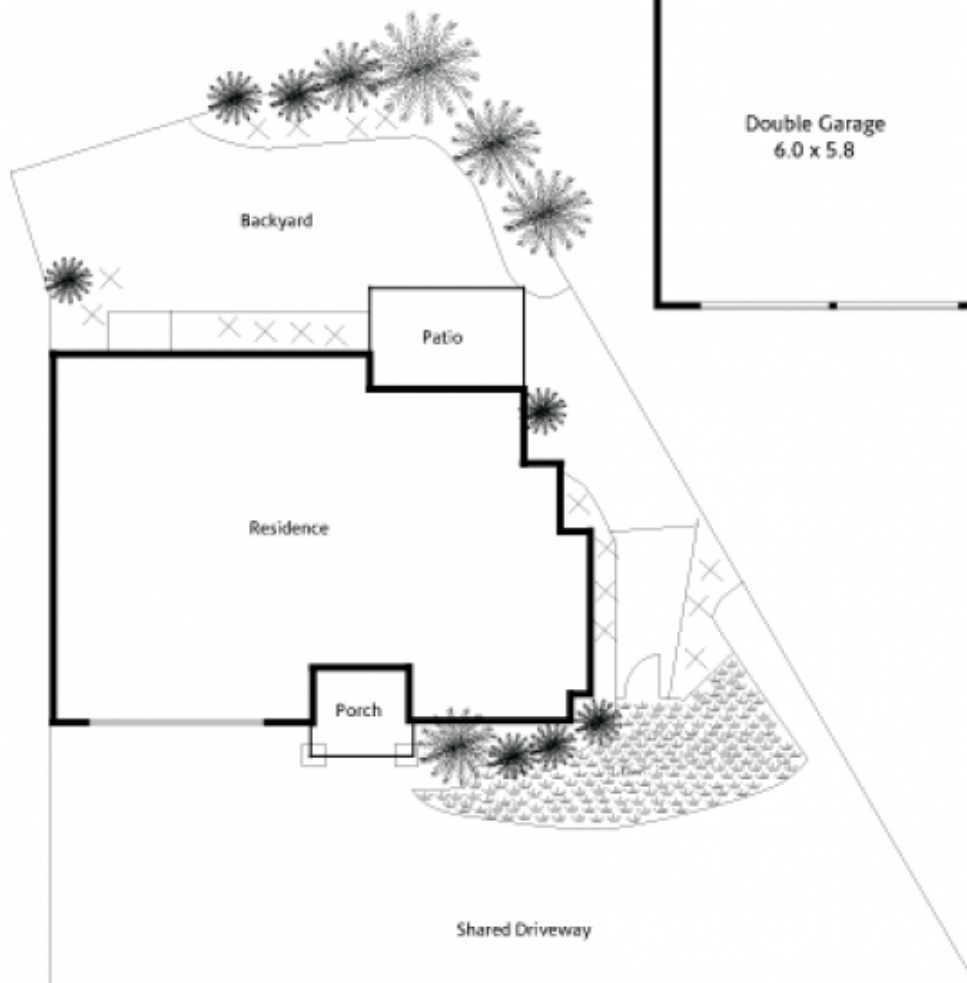 Double Garage
6.0 x 5.8
Backyard
Patio
Residence
Porch
Shared Driveway